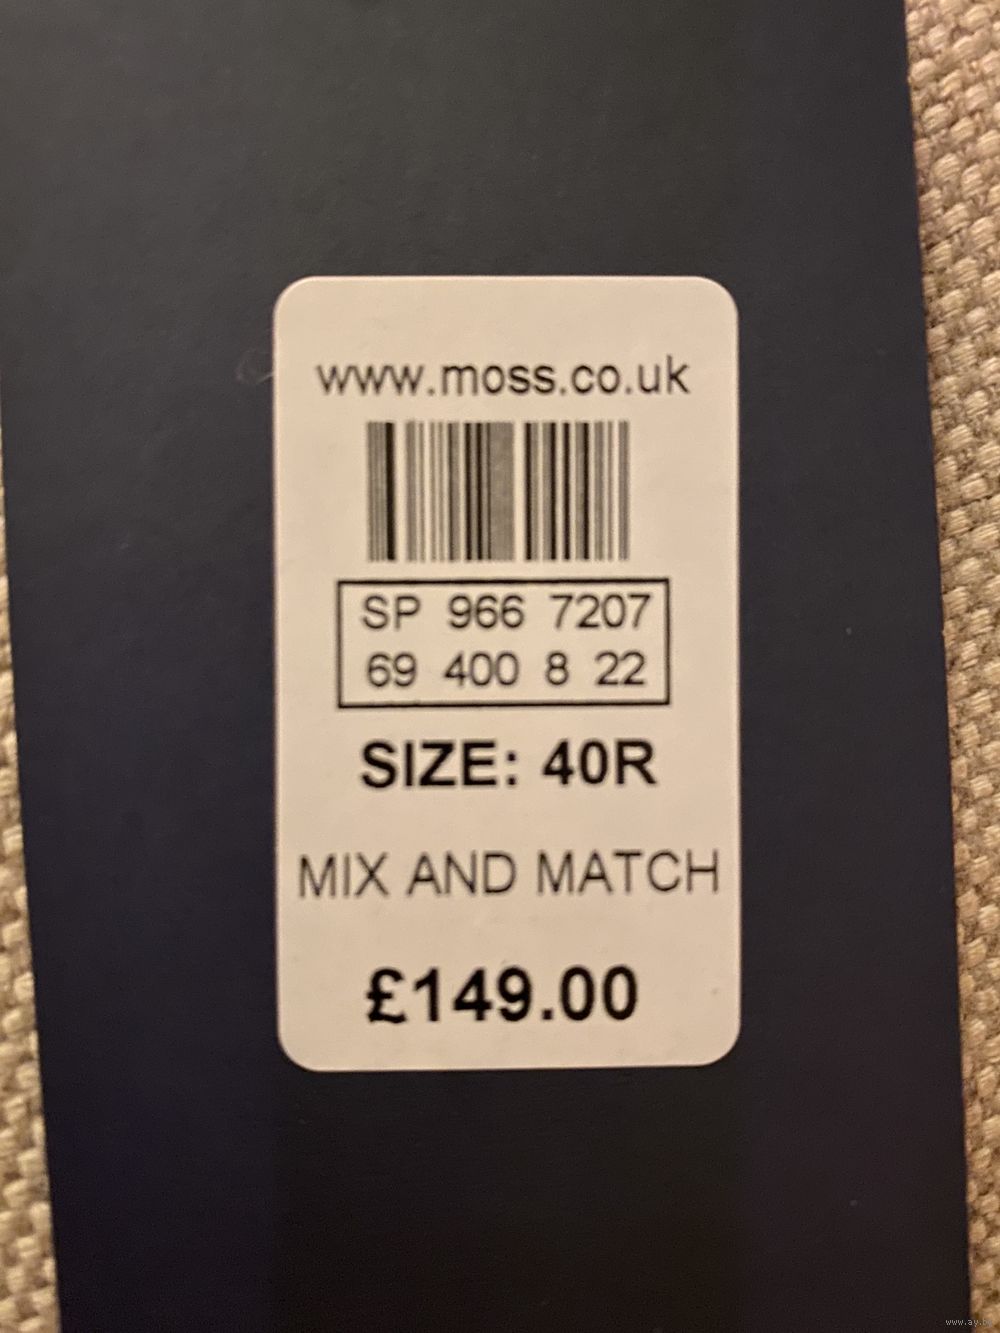 www.moss.co.uk
SP 966 7207
69 400 8 22
SIZE: 40R
MIX AND MATCH
£149.00